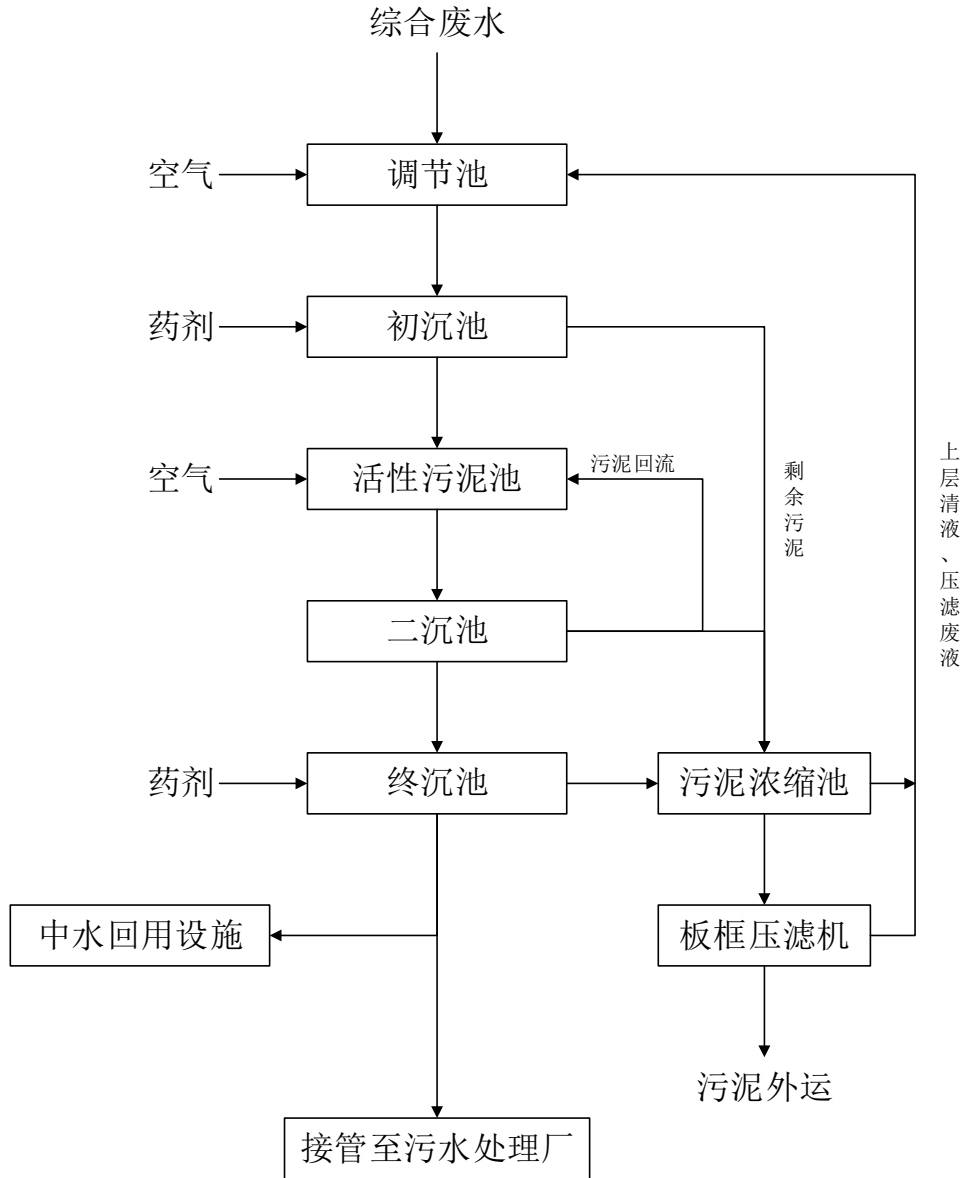 综合废水
空气
调节池
药剂
初沉池
空气
活性污泥池
污泥回流
剩余污泥
上层清液、压滤废液
二沉池
药剂
终沉池
污泥浓缩池
中水回用设施
板框压滤机
污泥外运
接管至污水处理厂